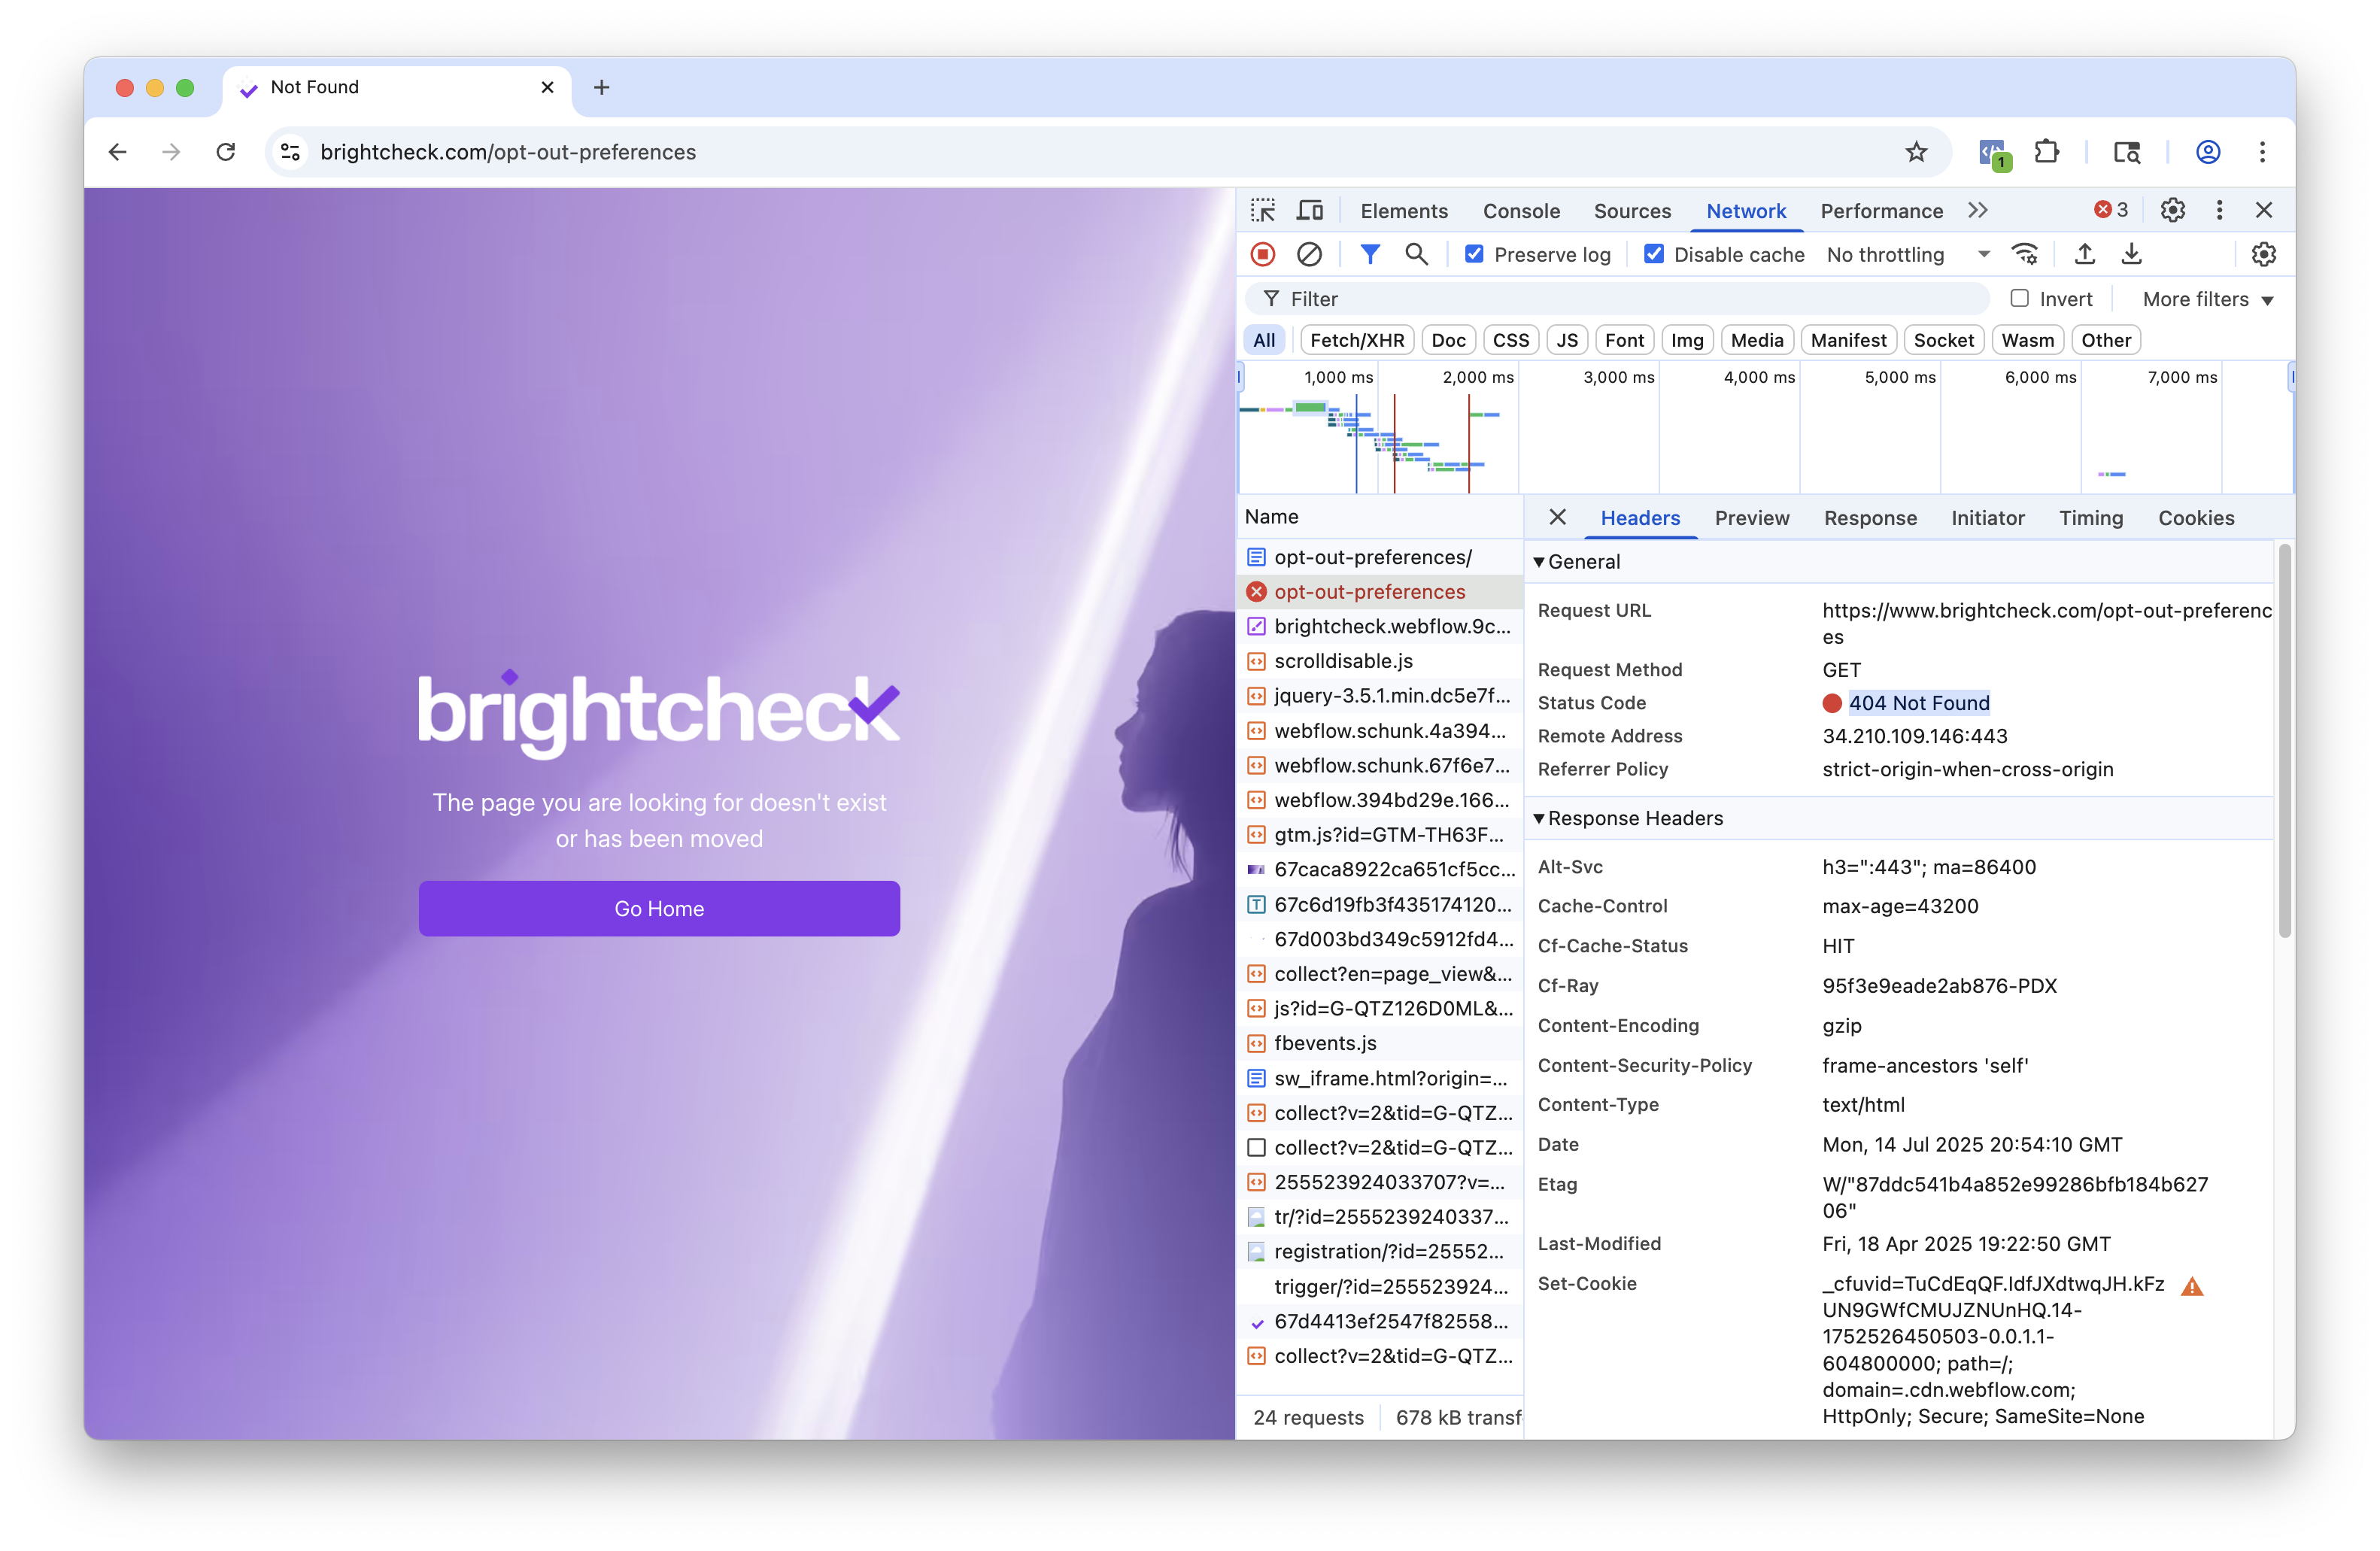 Not Found
brightcheck.com/opt-out-preferences
1
brightcheck
The page you are looking for doesn't exist
or has been moved
Go Home
Elements Console Sources Network Performance 3
Preserve log Disable cache No throttling
Filter Invert More filters
All Fetch/XHR Doc CSS JS Font Img Media Manifest Socket Wasm Other
1,000 ms 2,000 ms 3,000 ms 4,000 ms 5,000 ms 6,000 ms 7,000 ms
Name
opt-out-preferences/
opt-out-preferences
brightcheck.webflow.9c...
scrolldisable.js
jquery-3.5.1.min.dc5e7f...
webflow.schunk.4a394...
webflow.schunk.67f6e7...
webflow.394bd29e.166...
gtm.js?id=GTM-TH63F...
67caca8922ca651cf5cc...
67c6d19fb3f435174120...
67d003bd349c5912fd4...
collect?en=page_view&...
js?id=G-QTZ126D0ML&...
fbevents.js
sw_iframe.html?origin=...
collect?v=2&tid=G-QTZ...
collect?v=2&tid=G-QTZ...
255523924033707?v=...
tr/?id=2555239240337...
registration/?id=25552...
trigger/?id=255523924...
67d4413ef2547f82558...
collect?v=2&tid=G-QTZ...
24 requests 678 kB transf
Headers Preview Response Initiator Timing Cookies
General
Request URL https://www.brightcheck.com/opt-out-preferenc
es
Request Method GET
Status Code 404 Not Found
Remote Address 34.210.109.146:443
Referrer Policy strict-origin-when-cross-origin
Response Headers
Alt-Svc h3=":443"; ma=86400
Cache-Control max-age=43200
Cf-Cache-Status HIT
Cf-Ray 95f3e9eade2ab876-PDX
Content-Encoding gzip
Content-Security-Policy frame-ancestors 'self'
Content-Type text/html
Date Mon, 14 Jul 2025 20:54:10 GMT
Etag W/"87ddc541b4a852e99286bfb184b627
06"
Last-Modified Fri, 18 Apr 2025 19:22:50 GMT
Set-Cookie _cfuvid=TuCdEqQF.IdfJXdtwqJH.kFz
UN9GWfCMUJZNUnHQ.14-
1752526450503-0.0.1.1-
604800000; path=/;
domain=.cdn.webflow.com;
HttpOnly; Secure; SameSite=None